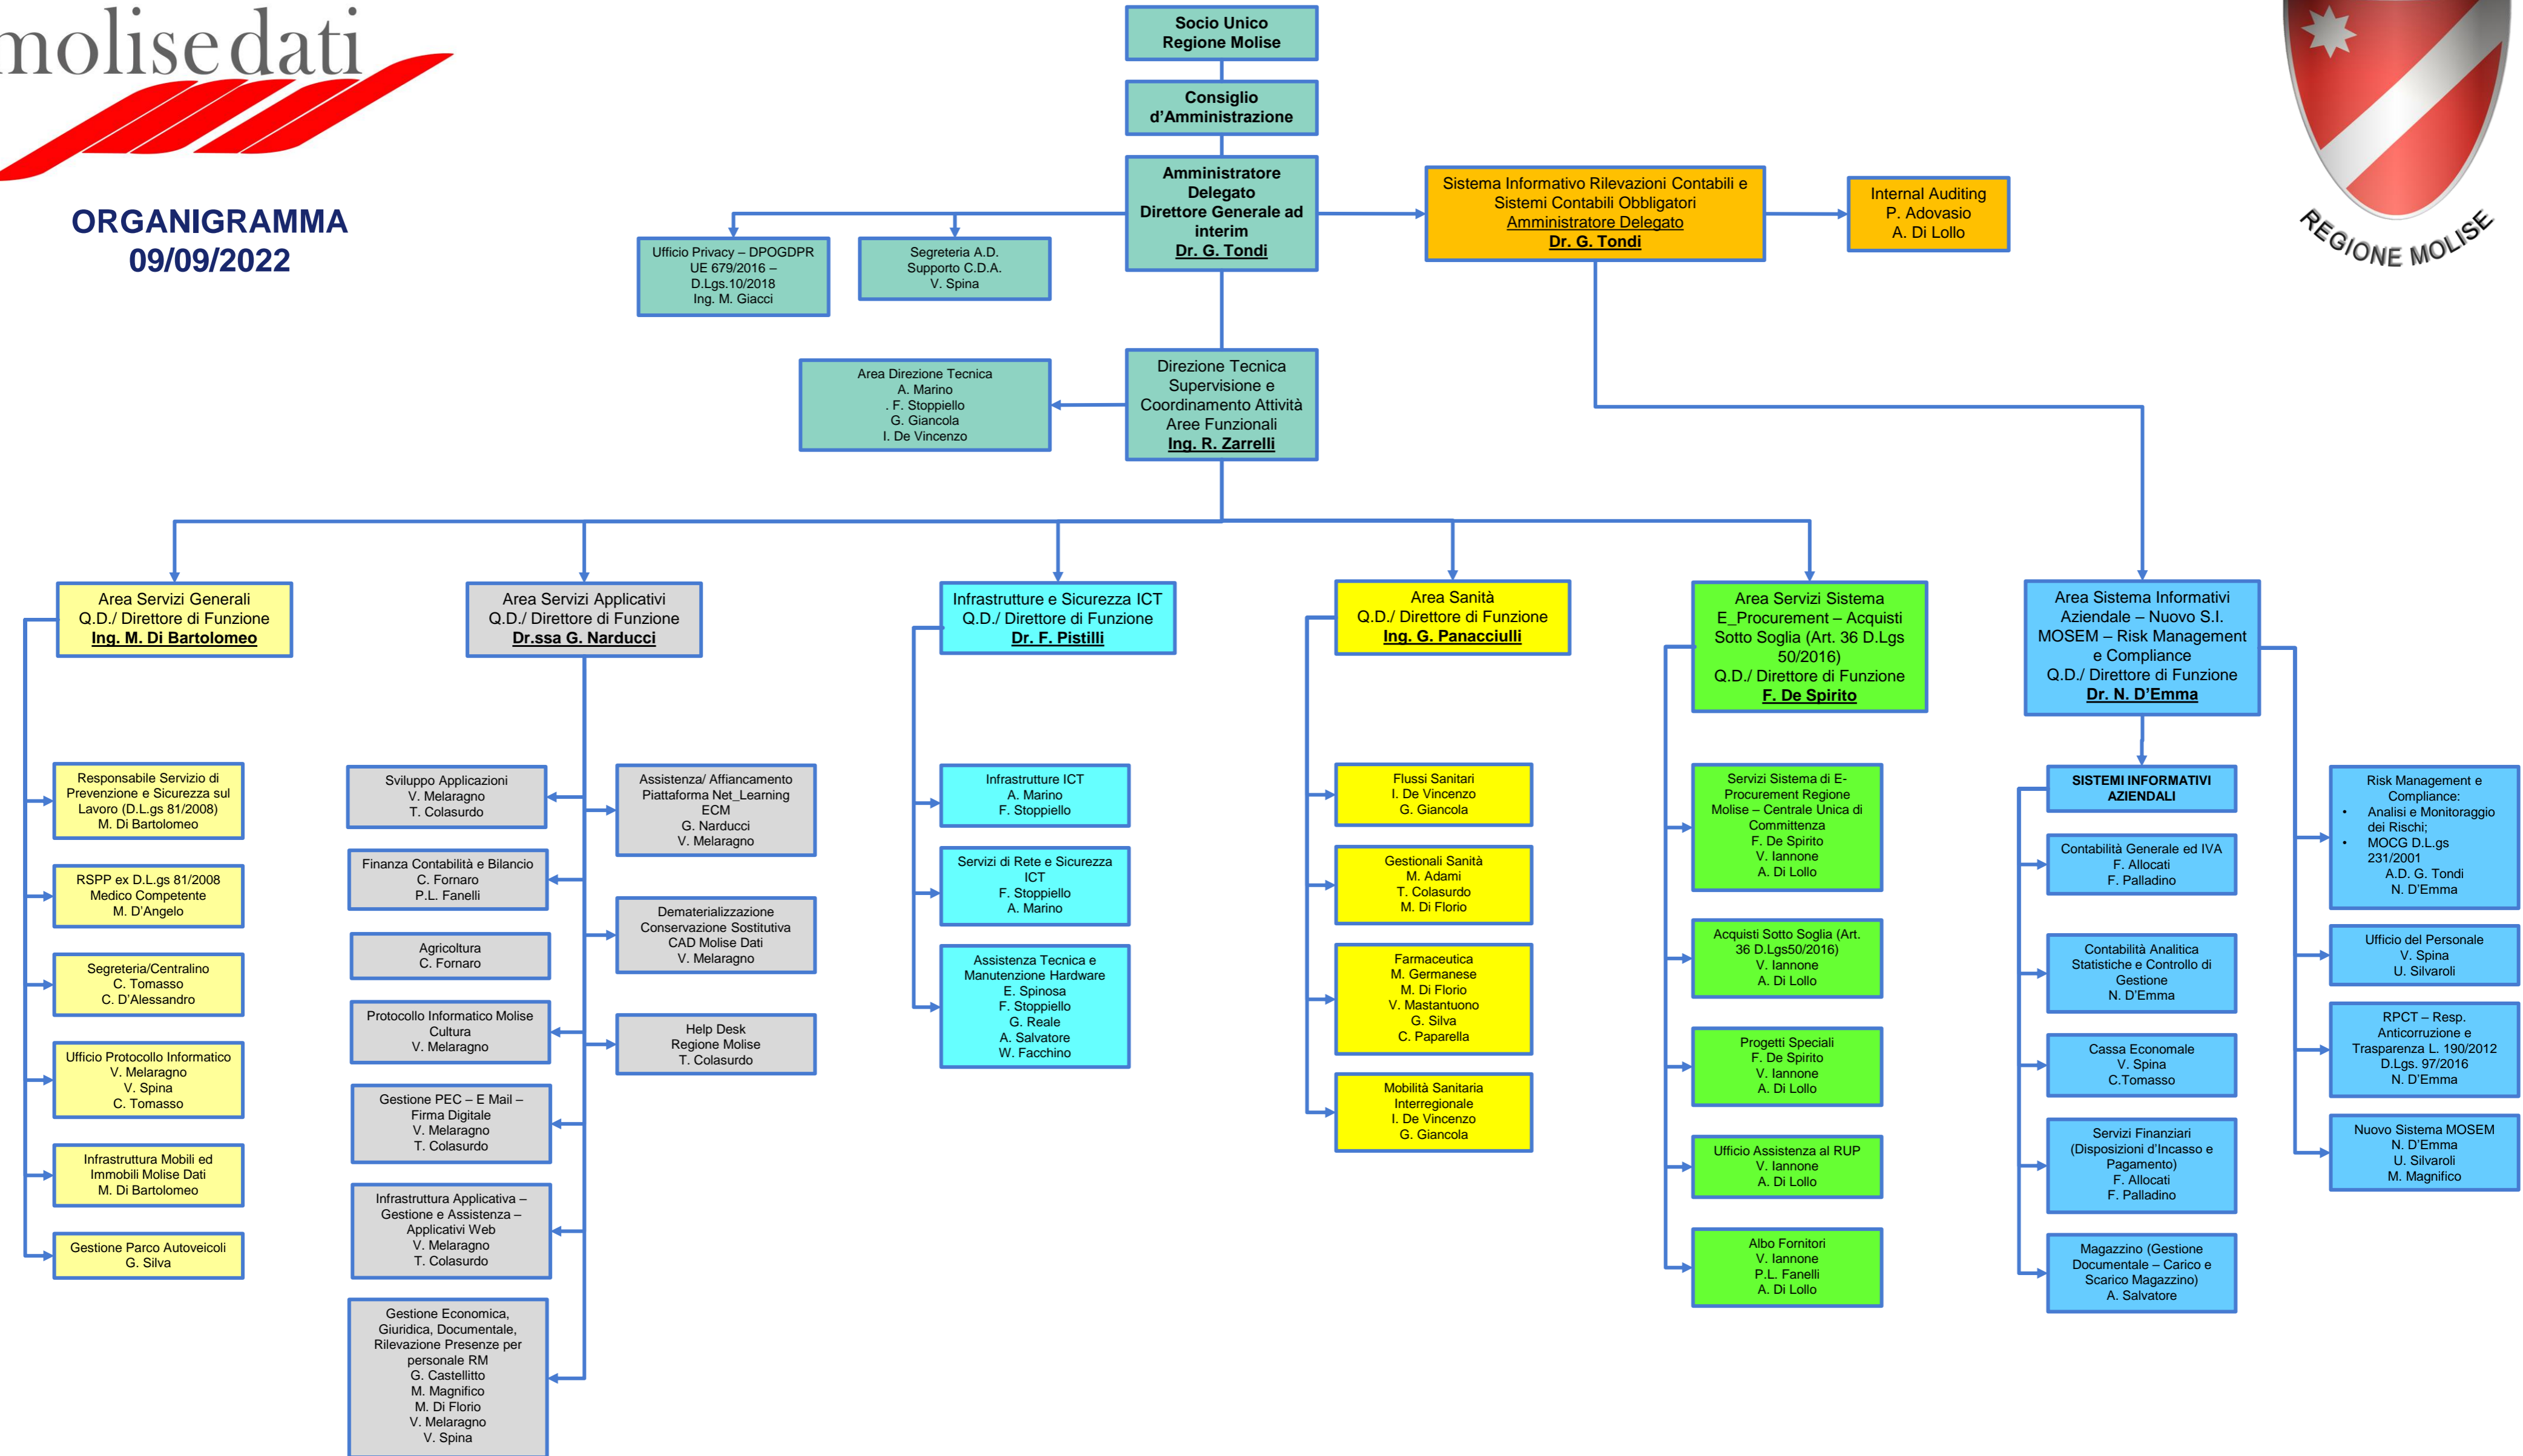 molisedati
ORGANIGRAMMA
09/09/2022
REGIONE MOLISE
Socio Unico
Regione Molise
Consiglio
d’Amministrazione
Amministratore
Delegato
Direttore Generale ad
interim
Dr. G. Tondi
Sistema Informativo Rilevazioni Contabili e
Sistemi Contabili Obbligatori
Amministratore Delegato
Dr. G. Tondi
Internal Auditing
P. Adovasio
A. Di Lollo
Ufficio Privacy – DPOGDPR
UE 679/2016 –
D.Lgs.10/2018
Ing. M. Giacci
Segreteria A.D.
Supporto C.D.A.
V. Spina
Area Direzione Tecnica
A. Marino
. F. Stoppiello
G. Giancola
I. De Vincenzo
Direzione Tecnica
Supervisione e
Coordinamento Attività
Aree Funzionali
Ing. R. Zarrelli
Area Servizi Generali
Q.D./ Direttore di Funzione
Ing. M. Di Bartolomeo
Responsabile Servizio di
Prevenzione e Sicurezza sul
Lavoro (D.L.gs 81/2008)
M. Di Bartolomeo
RSPP ex D.L.gs 81/2008
Medico Competente
M. D’Angelo
Segreteria/Centralino
C. Tomasso
C. D’Alessandro
Ufficio Protocollo Informatico
V. Melaragno
V. Spina
C. Tomasso
Infrastruttura Mobili ed
Immobili Molise Dati
M. Di Bartolomeo
Gestione Parco Autoveicoli
G. Silva
Area Servizi Applicativi
Q.D./ Direttore di Funzione
Dr.ssa G. Narducci
Sviluppo Applicazioni
V. Melaragno
T. Colasurdo
Finanza Contabilità e Bilancio
C. Fornaro
P.L. Fanelli
Agricoltura
C. Fornaro
Protocollo Informatico Molise
Cultura
V. Melaragno
Gestione PEC – E Mail –
Firma Digitale
V. Melaragno
T. Colasurdo
Infrastruttura Applicativa –
Gestione e Assistenza –
Applicativi Web
V. Melaragno
T. Colasurdo
Gestione Economica,
Giuridica, Documentale,
Rilevazione Presenze per
personale RM
G. Castellitto
M. Magnifico
M. Di Florio
V. Melaragno
V. Spina
Assistenza/ Affiancamento
Piattaforma Net_Learning
ECM
G. Narducci
V. Melaragno
Dematerializzazione
Conservazione Sostitutiva
CAD Molise Dati
V. Melaragno
Help Desk
Regione Molise
T. Colasurdo
Infrastrutture e Sicurezza ICT
Q.D./ Direttore di Funzione
Dr. F. Pistilli
Infrastrutture ICT
A. Marino
F. Stoppiello
Servizi di Rete e Sicurezza
ICT
F. Stoppiello
A. Marino
Assistenza Tecnica e
Manutenzione Hardware
E. Spinosa
F. Stoppiello
G. Reale
A. Salvatore
W. Facchino
Area Sanità
Q.D./ Direttore di Funzione
Ing. G. Panacciulli
Flussi Sanitari
I. De Vincenzo
G. Giancola
Gestionali Sanità
M. Adami
T. Colasurdo
M. Di Florio
Farmaceutica
M. Germanese
M. Di Florio
V. Mastantuono
G. Silva
C. Paparella
Mobilità Sanitaria
Interregionale
I. De Vincenzo
G. Giancola
Area Servizi Sistema
E_Procurement – Acquisti
Sotto Soglia (Art. 36 D.Lgs
50/2016)
Q.D./ Direttore di Funzione
F. De Spirito
Servizi Sistema di E-
Procurement Regione
Molise – Centrale Unica di
Committenza
F. De Spirito
V. Iannone
A. Di Lollo
Acquisti Sotto Soglia (Art.
36 D.Lgs50/2016)
V. Iannone
A. Di Lollo
Progetti Speciali
F. De Spirito
V. Iannone
A. Di Lollo
Ufficio Assistenza al RUP
V. Iannone
A. Di Lollo
Albo Fornitori
V. Iannone
P.L. Fanelli
A. Di Lollo
Area Sistema Informativi
Aziendale – Nuovo S.I.
MOSEM – Risk Management
e Compliance
Q.D./ Direttore di Funzione
Dr. N. D’Emma
SISTEMI INFORMATIVI
AZIENDALI
Contabilità Generale ed IVA
F. Allocati
F. Palladino
Contabilità Analitica
Statistiche e Controllo di
Gestione
N. D’Emma
Cassa Economale
V. Spina
C.Tomasso
Servizi Finanziari
(Disposizioni d’Incasso e
Pagamento)
F. Allocati
F. Palladino
Magazzino (Gestione
Documentale – Carico e
Scarico Magazzino)
A. Salvatore
Risk Management e
Compliance:
• Analisi e Monitoraggio
dei Rischi;
• MOCG D.L.gs
231/2001
A.D. G. Tondi
N. D’Emma
Ufficio del Personale
V. Spina
U. Silvaroli
RPCT – Resp.
Anticorruzione e
Trasparenza L. 190/2012
D.Lgs. 97/2016
N. D’Emma
Nuovo Sistema MOSEM
N. D’Emma
U. Silvaroli
M. Magnifico